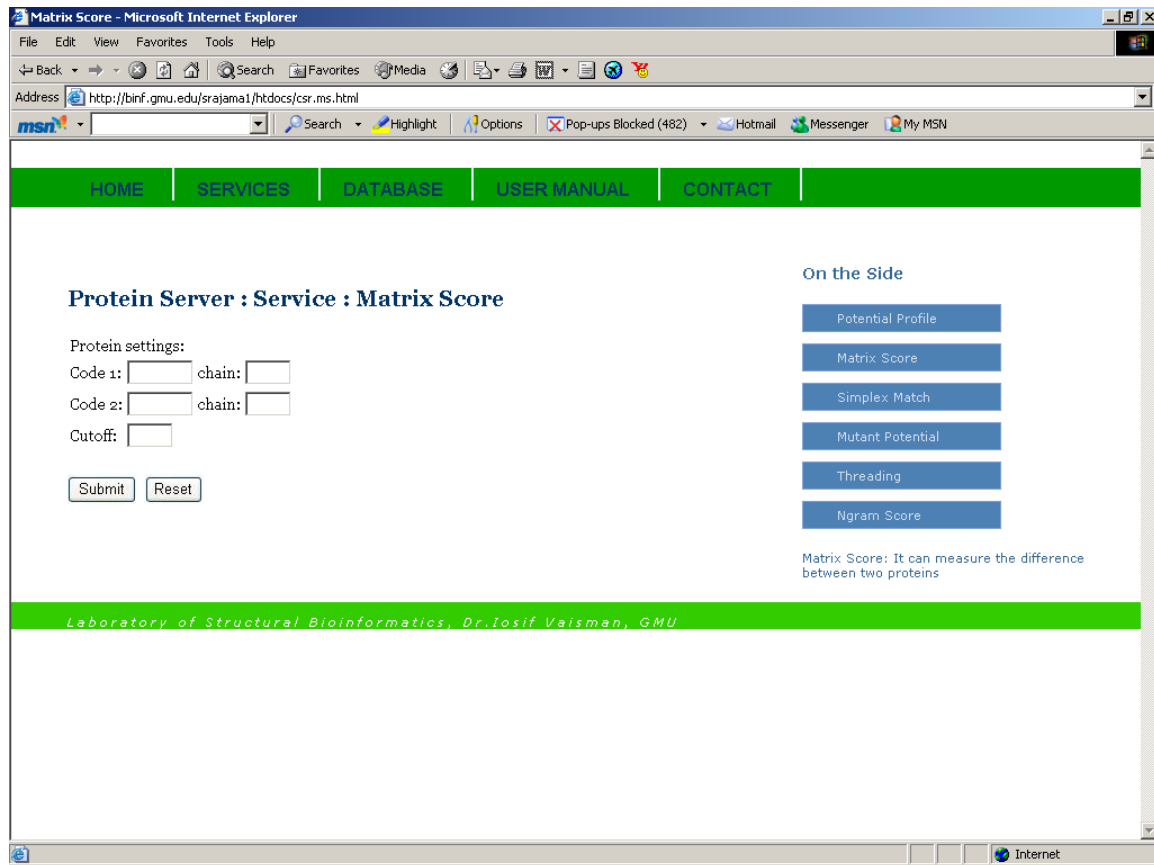 Matrix Score - Microsoft Internet Explorer
File Edit View Favorites Tools Help
Back Search Favorites Media
Address http://binf.gmu.edu/srajama1/htdocs/csr.ms.html
msn Search Highlight Options Pop-ups Blocked (482) Hotmail Messenger My MSN
HOME SERVICES DATABASE USER MANUAL CONTACT
Protein Server : Service : Matrix Score
Protein settings:
Code 1: chain:
Code 2: chain:
Cutoff:
Submit Reset
On the Side
Potential Profile
Matrix Score
Simplex Match
Mutant Potential
Threading
Ngram Score
Matrix Score: It can measure the difference
between two proteins
Laboratory of Structural Bioinformatics, Dr.Iosif Vaisman, GMU
Internet